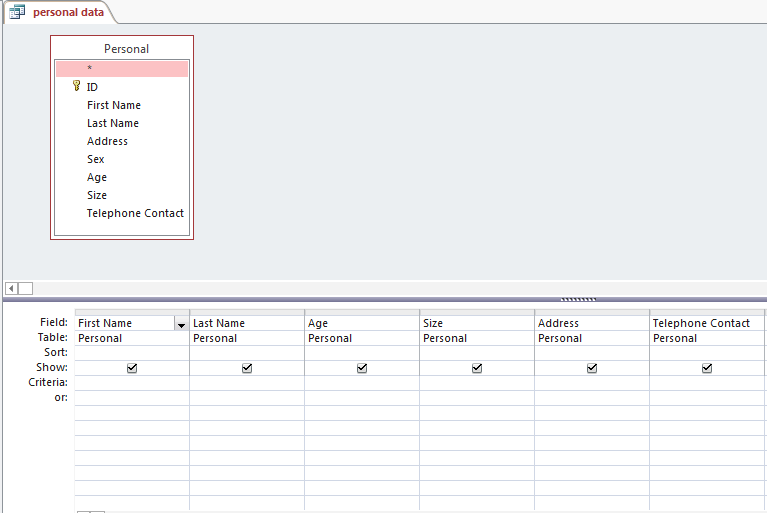 personal data
Personal
*
ID
First Name
Last Name
Address
Sex
Age
Size
Telephone Contact
Field: First Name Last Name Age Size Address Telephone Contact
Table: Personal Personal Personal Personal Personal Personal
Sort:
Show:
Criteria:
or: